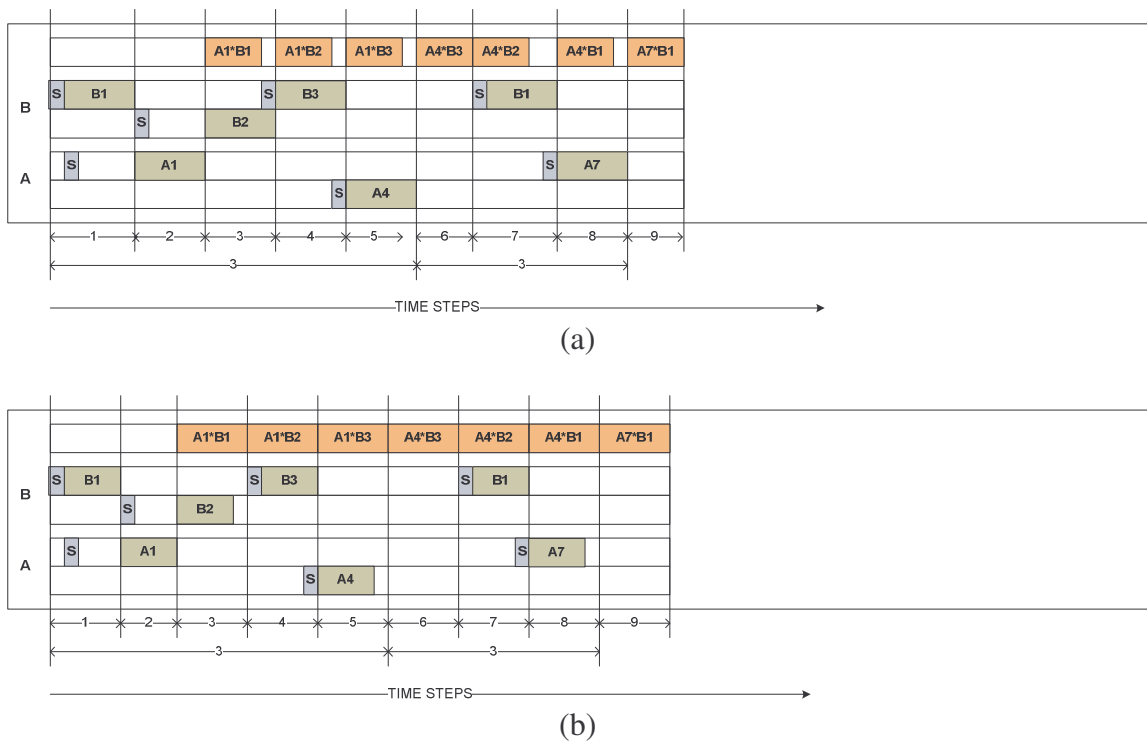 A1*B1 A1*B2 A1*B3 A4*B3 A4*B2 A4*B1 A7*B1
B
S B1 S B3 S B1
S B2
A
S A1 S A7
S A4
1 2 3 4 5 6 7 8 9
3 3
TIME STEPS
(a)
A1*B1 A1*B2 A1*B3 A4*B3 A4*B2 A4*B1 A7*B1
B
S B1 S B3 S B1
S B2
A
S A1 S A7
S A4
1 2 3 4 5 6 7 8 9
3 3
TIME STEPS
(b)